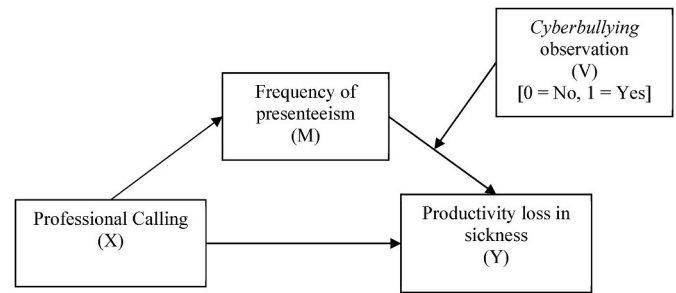 Cyberbullying
observation
(V)
[0 = No, 1 = Yes]
Frequency of
presenteeism
(M)
Professional Calling
(X)
Productivity loss in
sickness
(Y)